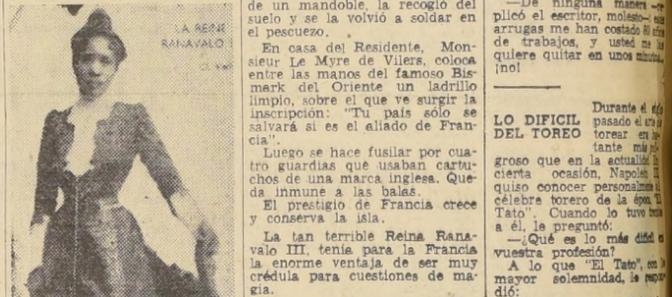 LA REINE
RANAVALO
de un mandoble, la recogió del
suelo y se la volvió a soldar en
el pescuezo.
En casa del Residente, Mon-
sieur Le Myre de Vilers, coloca
entre las manos del famoso Bis-
mark del Oriente un ladrillo
limpio, sobre el que ve surgir la
inscripción: "Tu país sólo se
salvará si es el aliado de Fran-
cia".
Luego se hace fusilar por cua-
tro guardias que usaban cartu-
chos de una marca inglesa. Que-
da inmune a las balas.
El prestigio de Francia crece
y conserva la isla.
La tan terrible Reina Rana-
valo III, tenía para la Francia
la enorme ventaja de ser muy
crédula para cuestiones de ma-
gia.
—De ninguna manera
plicó el escritor, molesto
arrugas me han costado 80
de trabajos, y usted me
quiere quitar en unos
¡no!
LO DIFICIL
DEL TOREO
Durante el
pasado el
torear era
tante más
groso que en la actualidad.
cierta ocasión, Napoleón
quiso conocer personalmente
célebre torero de la época,
Tato". Cuando lo tuvo
a él, le preguntó:
—¿Qué es lo más difícil
vuestra profesión?
A lo que "El Tato",
mayor solemnidad, le
dió: